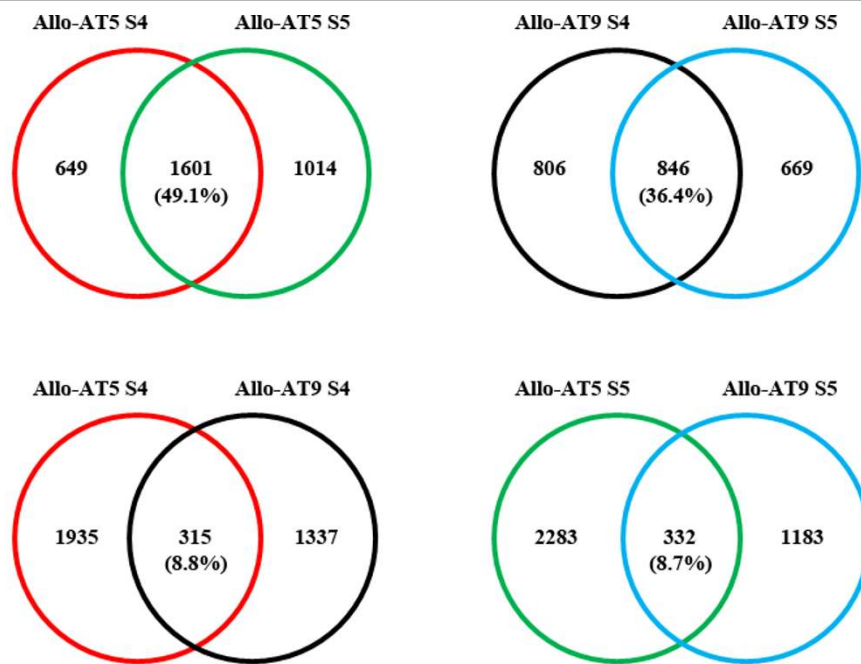 Allo-AT5 S4 Allo-AT5 S5
649 1601 1014
(49.1%)
Allo-AT9 S4 Allo-AT9 S5
806 846 669
(36.4%)
Allo-AT5 S4 Allo-AT9 S4
1935 315 1337
(8.8%)
Allo-AT5 S5 Allo-AT9 S5
2283 332 1183
(8.7%)